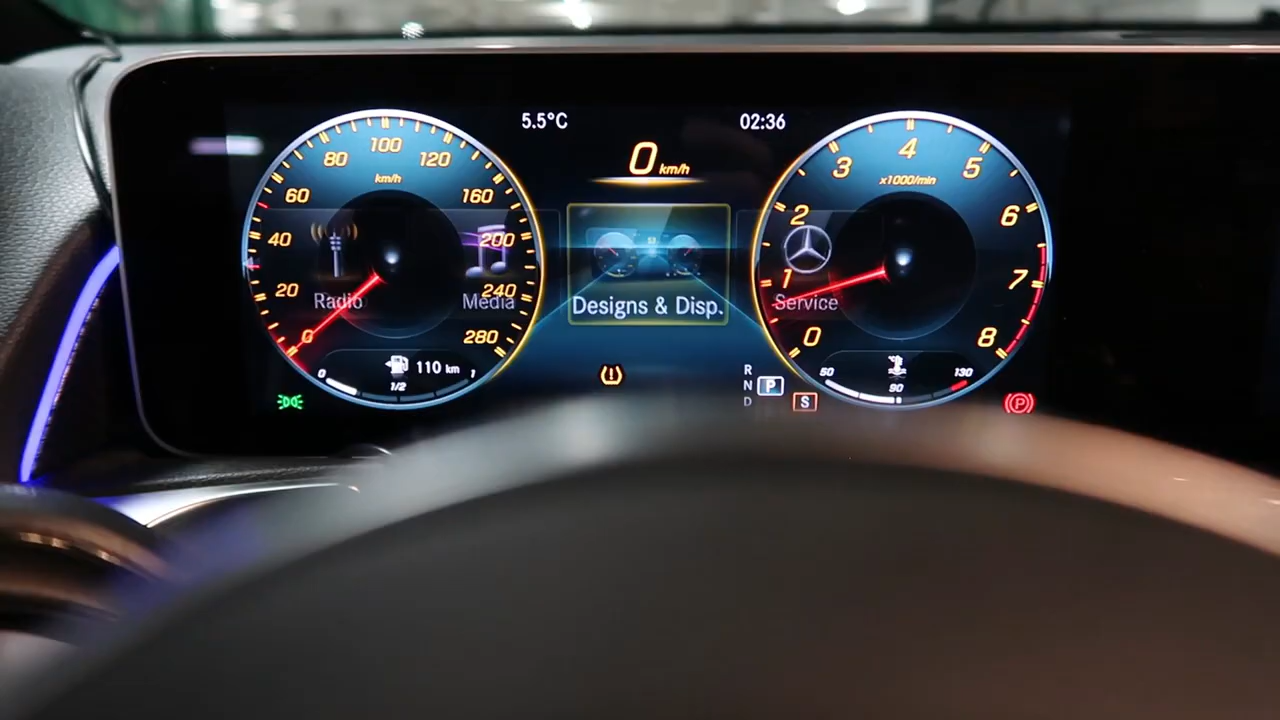 5.5°C
02:36
0 km/h
0
20
40
60
80
100
120
160
200
240
280
km/h
Radio
Media
Designs & Disp.
Service
0
1
2
3
4
5
6
7
8
x1000/min
0
1/2
1
110 km
R
N P
D S
50
90
130
°C
P